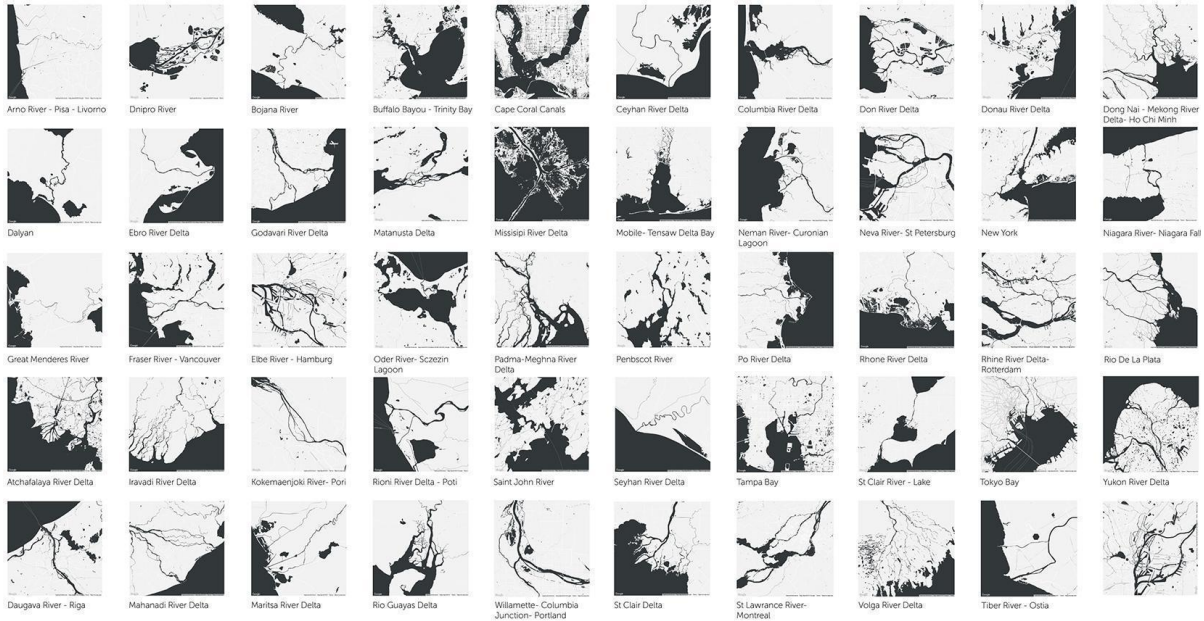 Arno River - Pisa - Livorno
Dnipro River
Bojana River
Buffalo Bayou - Trinity Bay
Cape Coral Canals
Ceyhan River Delta
Columbia River Delta
Don River Delta
Donau River Delta
Dong Nai - Mekong River
Delta- Ho Chi Minh
Dalyan
Ebro River Delta
Godavari River Delta
Matanusta Delta
Missisipi River Delta
Mobile- Tensaw Delta Bay
Neman River- Curonian
Lagoon
Neva River- St Petersburg
New York
Niagara River- Niagara Fall
Great Menderes River
Fraser River - Vancouver
Elbe River - Hamburg
Oder River- Sczezin
Lagoon
Padma-Meghna River
Delta
Penbscot River
Po River Delta
Rhone River Delta
Rhine River Delta-
Rotterdam
Rio De La Plata
Atchafalaya River Delta
Iravadi River Delta
Kokemaenjoki River- Pori
Rioni River Delta - Poti
Saint John River
Seyhan River Delta
Tampa Bay
St Clair River - Lake
Tokyo Bay
Yukon River Delta
Daugava River - Riga
Mahanadi River Delta
Maritsa River Delta
Rio Guayas Delta
Willamette- Columbia
Junction- Portland
St Clair Delta
St Lawrance River-
Montreal
Volga River Delta
Tiber River - Ostia